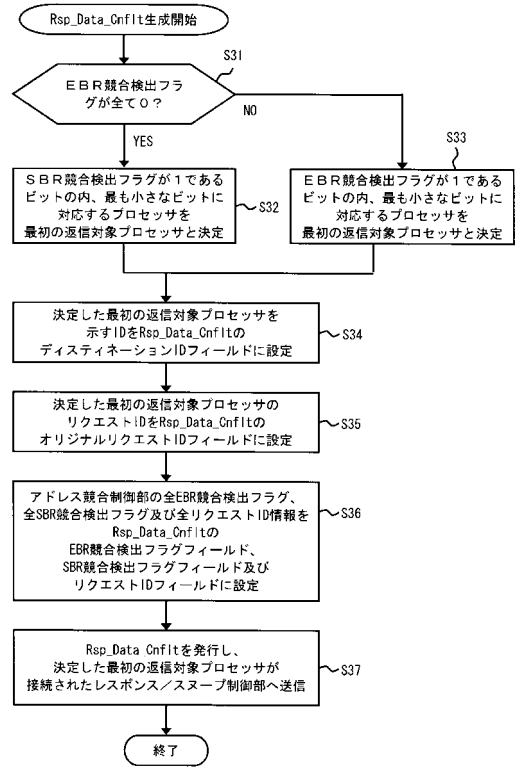 Rsp_Data_Cnflt生成開始
S31
EBR競合検出フラ
グが全て0?
NO
YES
S33
SBR競合検出フラグが1である
ビットの内、最も小さなビットに
対応するプロセッサを
最初の返信対象プロセッサと決定
S32
EBR競合検出フラグが1である
ビットの内、最も小さなビットに
対応するプロセッサを
最初の返信対象プロセッサと決定
決定した最初の返信対象プロセッサを
示すIDをRsp_Data_Cnfltの
ディスティネーションIDフィールドに設定
S34
決定した最初の返信対象プロセッサの
リクエストIDをRsp_Data_Cnfltの
オリジナルリクエストIDフィールドに設定
S35
アドレス競合制御部の全EBR競合検出フラグ、
全SBR競合検出フラグ及び全リクエストID情報を
Rsp_Data_Cnfltの
EBR競合検出フラグフィールド、
SBR競合検出フラグフィールド及び
リクエストIDフィールドに設定
S36
Rsp_Data_Cnfltを発行し、
決定した最初の返信対象プロセッサが
接続されたレスポンス/スヌープ制御部へ送信
S37
終了